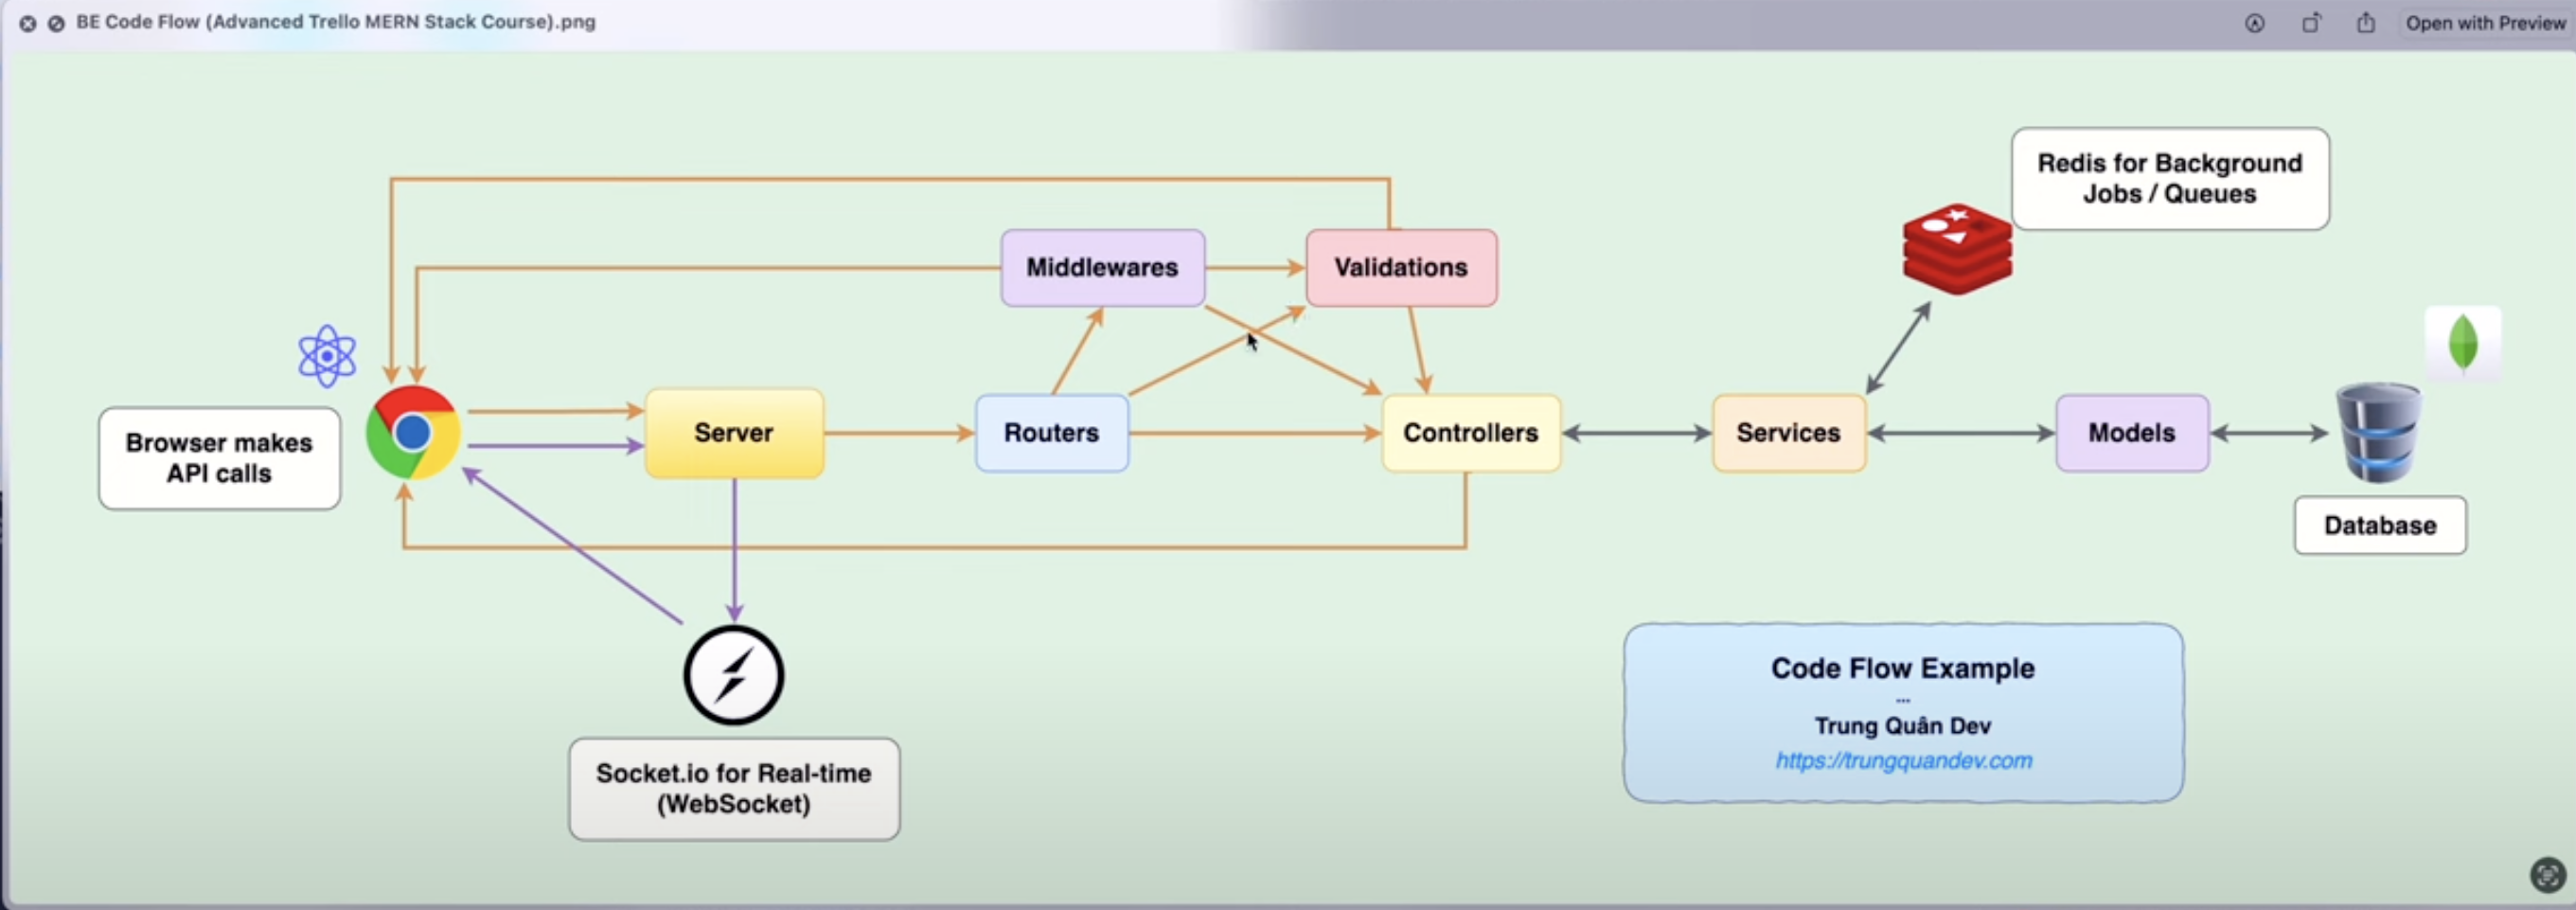 BE Code Flow (Advanced Trello MERN Stack Course).png
Open with Preview
Redis for Background
Jobs / Queues
Middlewares
Validations
Browser makes
API calls
Server
Routers
Controllers
Services
Models
Database
Socket.io for Real-time
(WebSocket)
Code Flow Example
...
Trung Quân Dev
https://trungquandev.com